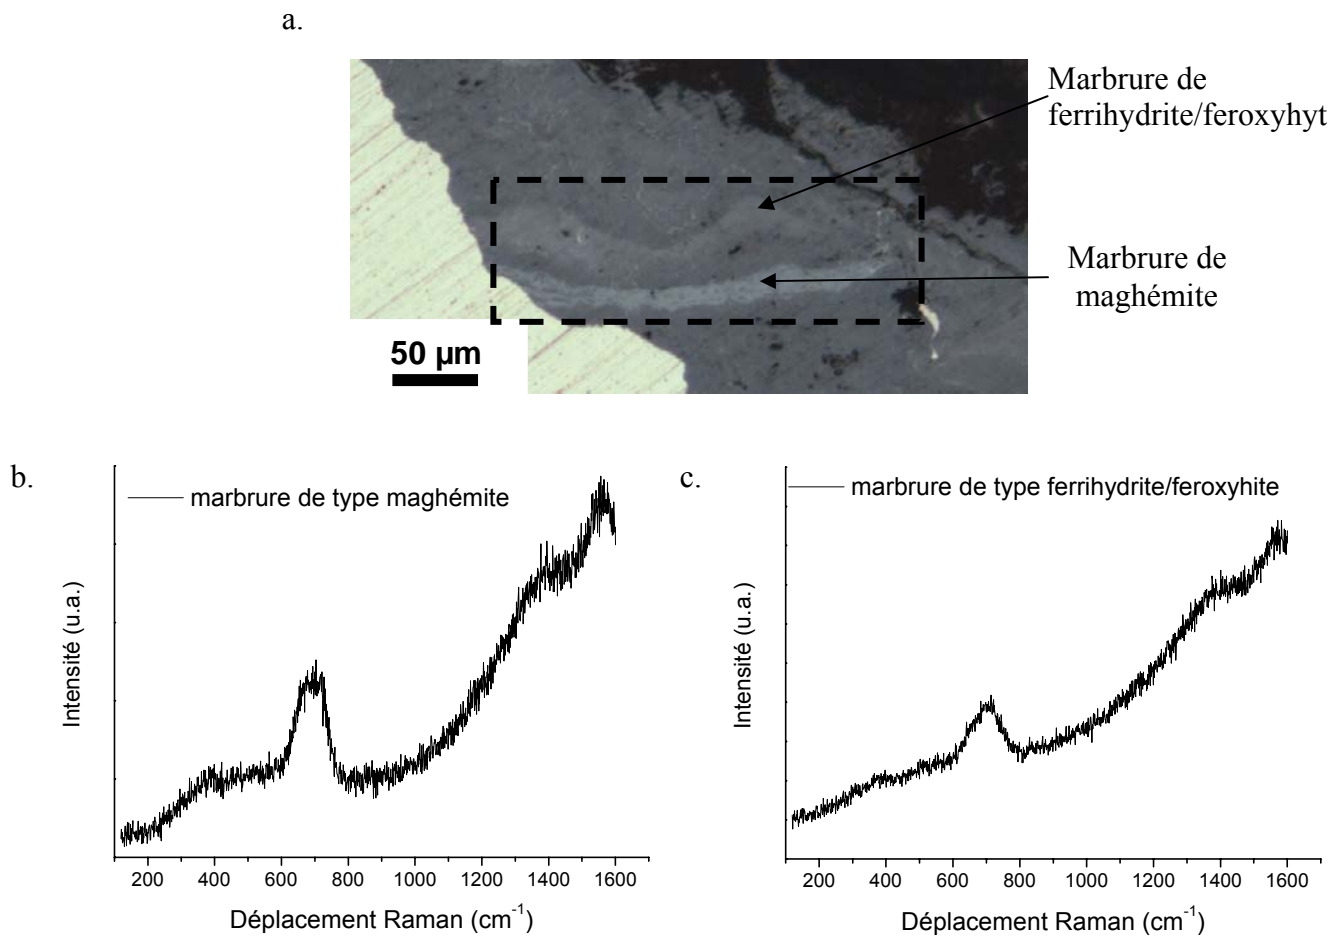 a.
Marbrure de
ferrihydrite/feroxyhyt
Marbrure de
maghémite
50 µm
b.
marbrure de type maghémite
Intensité (u.a.)
200 400 600 800 1000 1200 1400 1600
Déplacement Raman (cm-1)
c.
marbrure de type ferrihydrite/feroxyhite
Intensité (u.a.)
200 400 600 800 1000 1200 1400 1600
Déplacement Raman (cm-1)